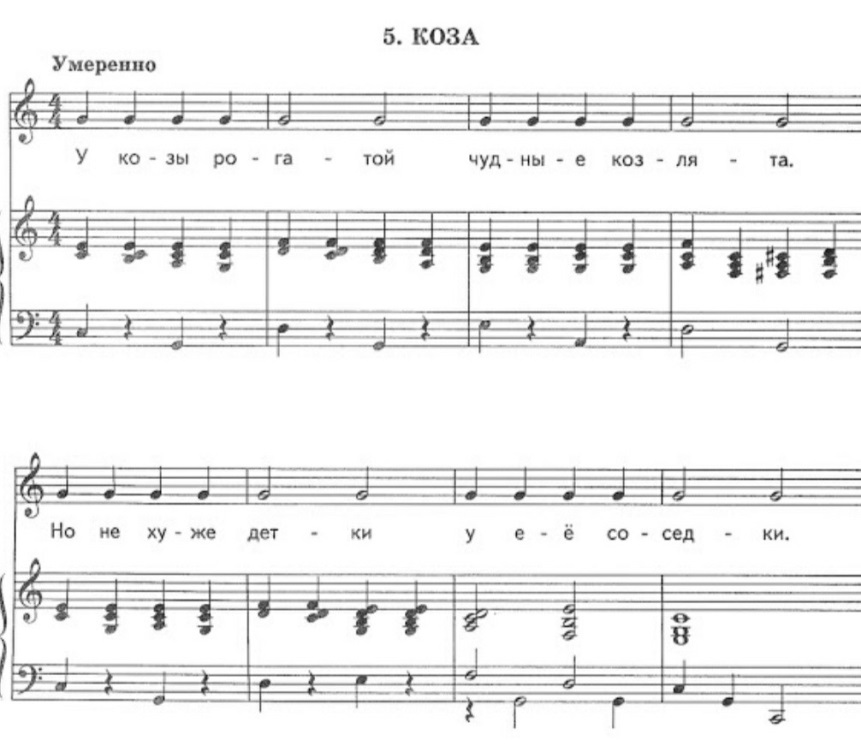 5. КОЗА
Умеренно
У ко - зы ро - га - той чуд - ны - е коз - ля - та.
Но не ху - же дет - ки у е - ё со - сед - ки.